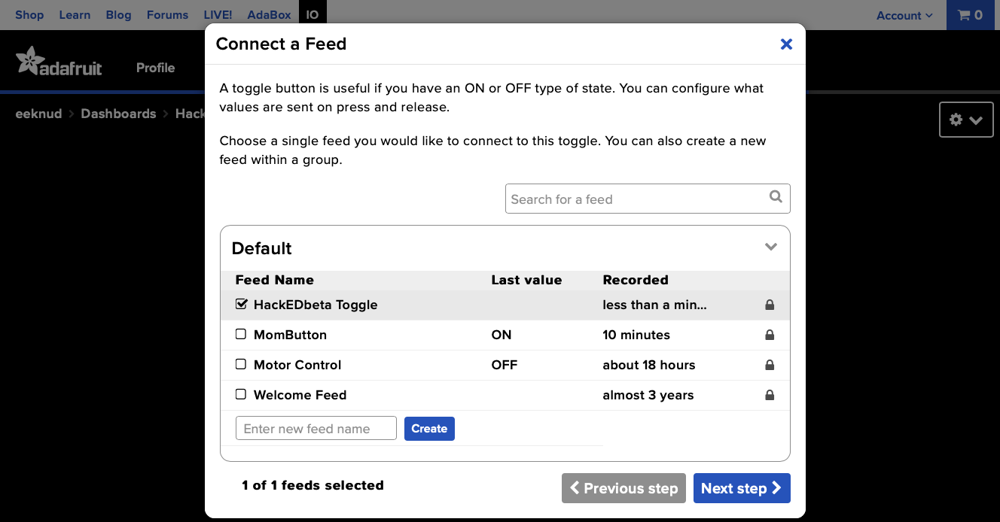 Shop Learn Blog Forums LIVE! AdaBox IO Account 0
Connect a Feed
adafruit Profile
A toggle button is useful if you have an ON or OFF type of state. You can configure what
values are sent on press and release.
eeknud Dashboards Hack
Choose a single feed you would like to connect to this toggle. You can also create a new
feed within a group.
Search for a feed
Default
Feed Name Last value Recorded
HackEDbeta Toggle less than a min...
MomButton ON 10 minutes
Motor Control OFF about 18 hours
Welcome Feed almost 3 years
Enter new feed name Create
1 of 1 feeds selected Previous step Next step